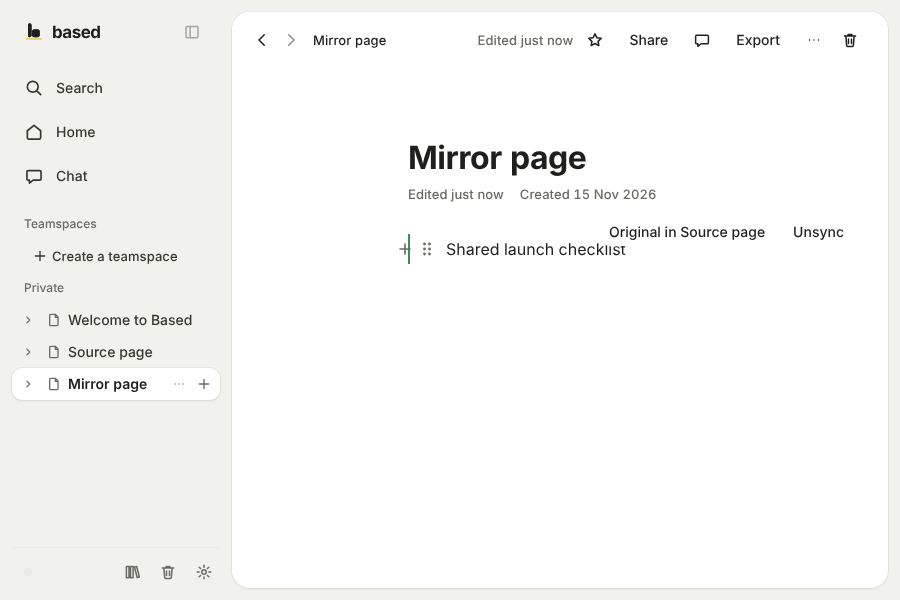 based
Search
Home
Chat
Teamspaces
Create a teamspace
Private
Welcome to Based
Source page
Mirror page
Mirror page
Edited just now
Share
Export
Mirror page
Edited just now Created 15 Nov 2026
Original in Source page Unsync
Shared launch checklist